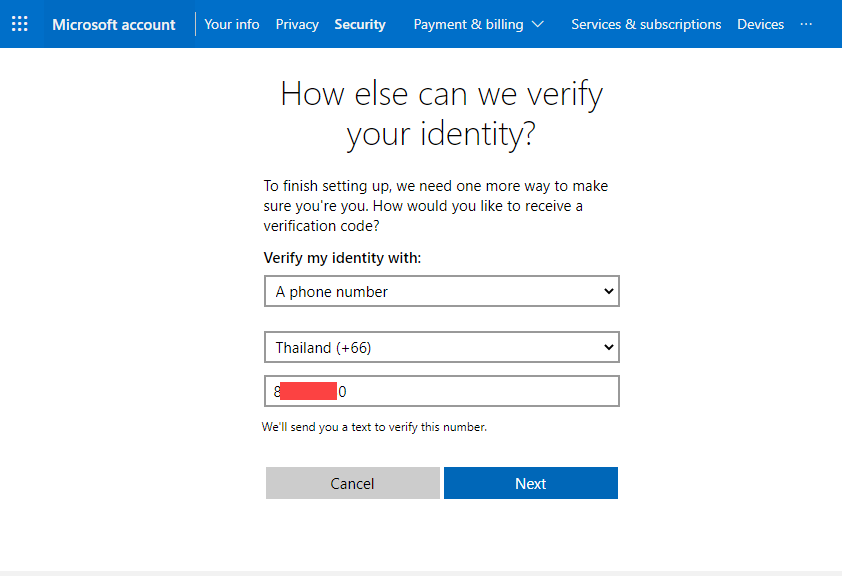 Microsoft account Your info Privacy Security Payment & billing Services & subscriptions Devices ...
How else can we verify
your identity?
To finish setting up, we need one more way to make
sure you're you. How would you like to receive a
verification code?
Verify my identity with:
A phone number
Thailand (+66)
8 0
We'll send you a text to verify this number.
Cancel Next